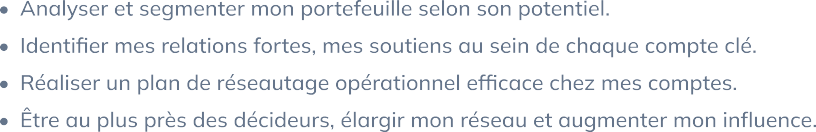 • Analyser et segmenter mon portefeuille selon son potentiel.
• Identifier mes relations fortes, mes soutiens au sein de chaque compte clé.
• Réaliser un plan de réseautage opérationnel efficace chez mes comptes.
• Être au plus près des décideurs, élargir mon réseau et augmenter mon influence.